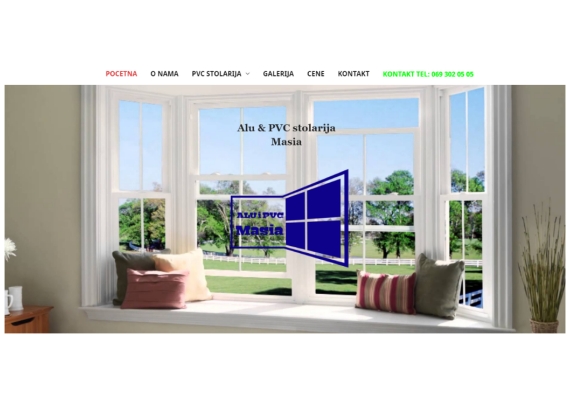 POCETNA O NAMA PVC STOLARIJA GALERIJA CENE KONTAKT KONTAKT TEL: 069 302 05 05
Alu & PVC stolarija
Masia
ALU i PVC
Masia